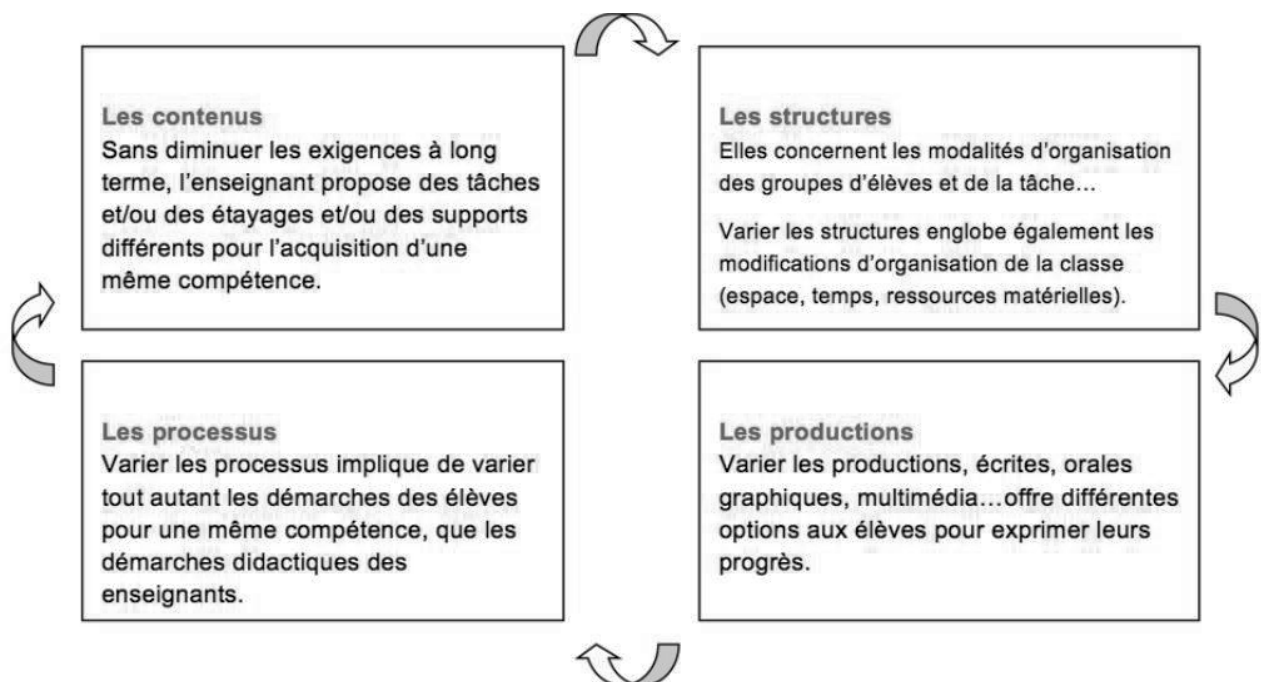 Les contenus
Sans diminuer les exigences à long
terme, l'enseignant propose des tâches
et/ou des étayages et/ou des supports
différents pour l'acquisition d'une
même compétence.
Les structures
Elles concernent les modalités d'organisation
des groupes d'élèves et de la tâche…
Varier les structures englobe également les
modifications d'organisation de la classe
(espace, temps, ressources matérielles).
Les processus
Varier les processus implique de varier
tout autant les démarches des élèves
pour une même compétence, que les
démarches didactiques des
enseignants.
Les productions
Varier les productions, écrites, orales
graphiques, multimédia…offre différentes
options aux élèves pour exprimer leurs
progrès.